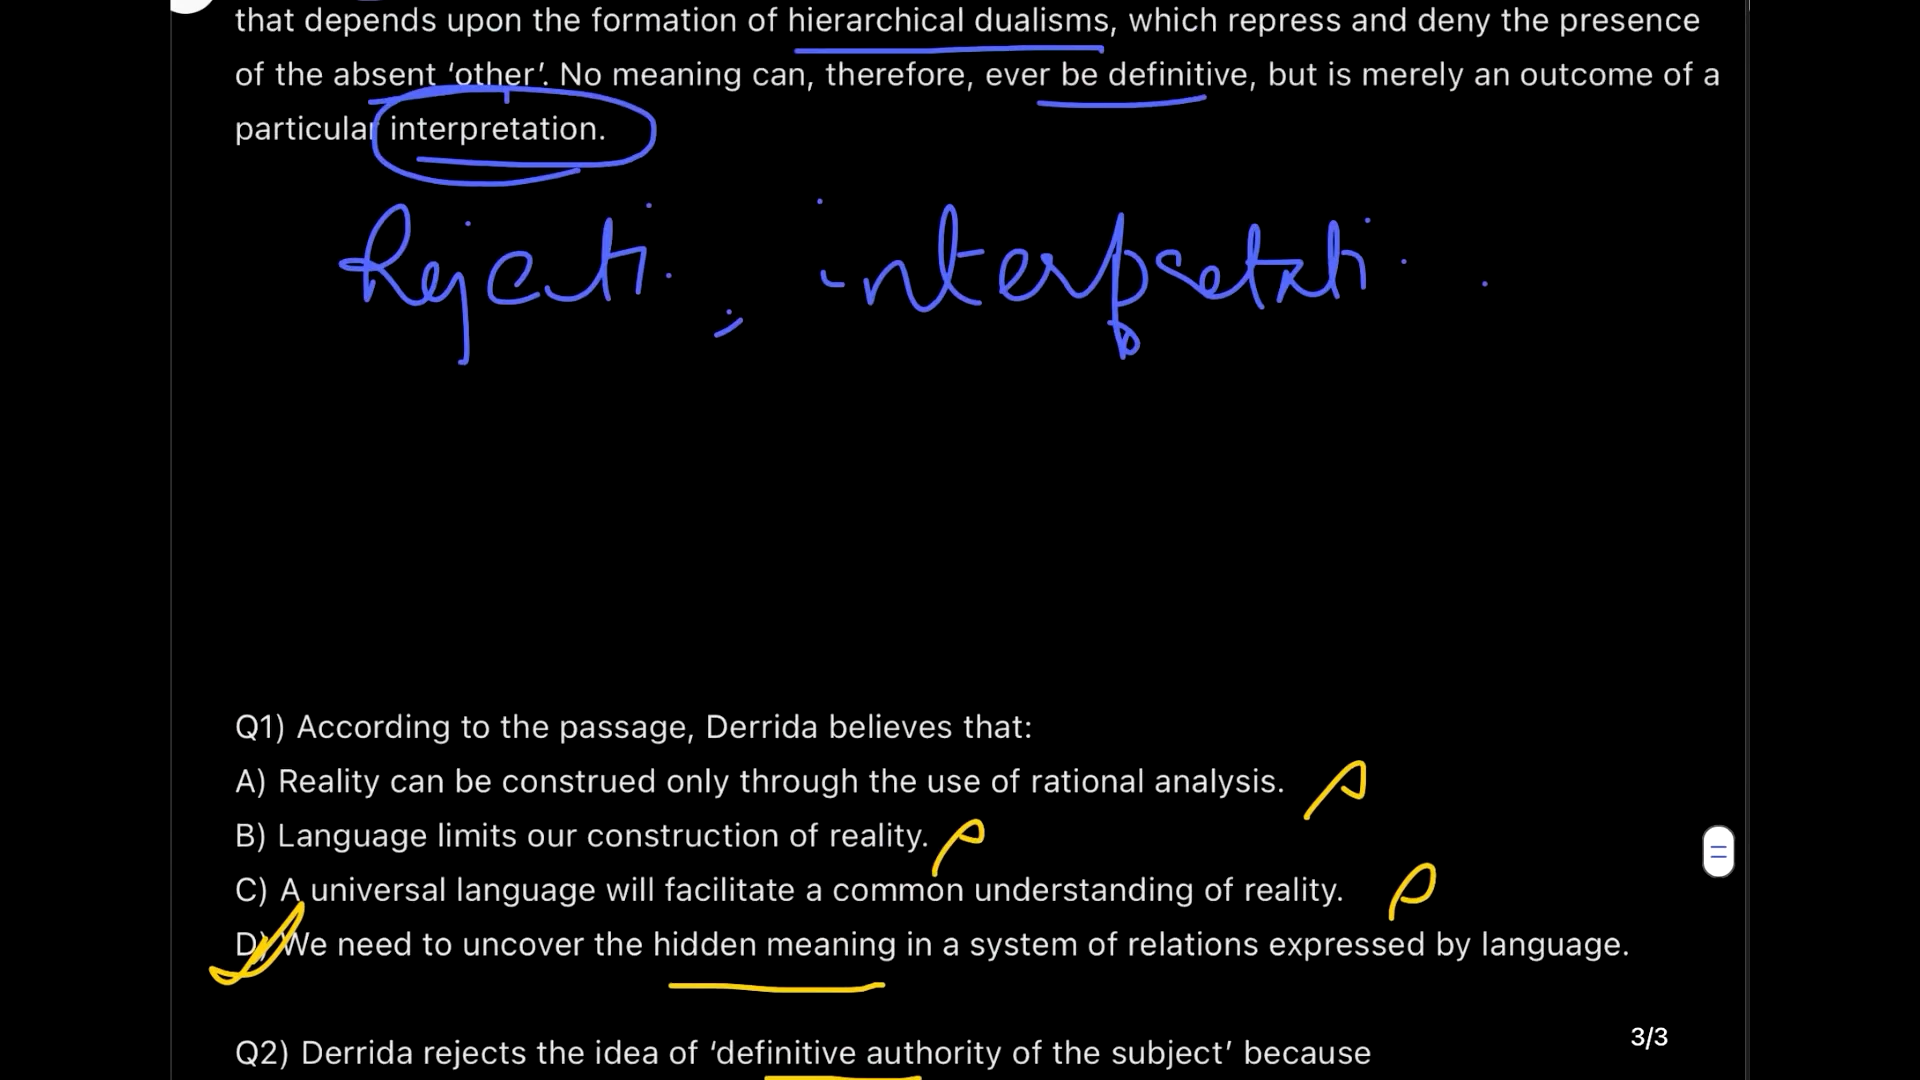 that depends upon the formation of hierarchical dualisms, which repress and deny the presence
of the absent ‘other’. No meaning can, therefore, ever be definitive, but is merely an outcome of a
particular interpretation.
Q1) According to the passage, Derrida believes that:
A) Reality can be construed only through the use of rational analysis.
B) Language limits our construction of reality.
C) A universal language will facilitate a common understanding of reality.
D) We need to uncover the hidden meaning in a system of relations expressed by language.
Q2) Derrida rejects the idea of ‘definitive authority of the subject’ because
3/3